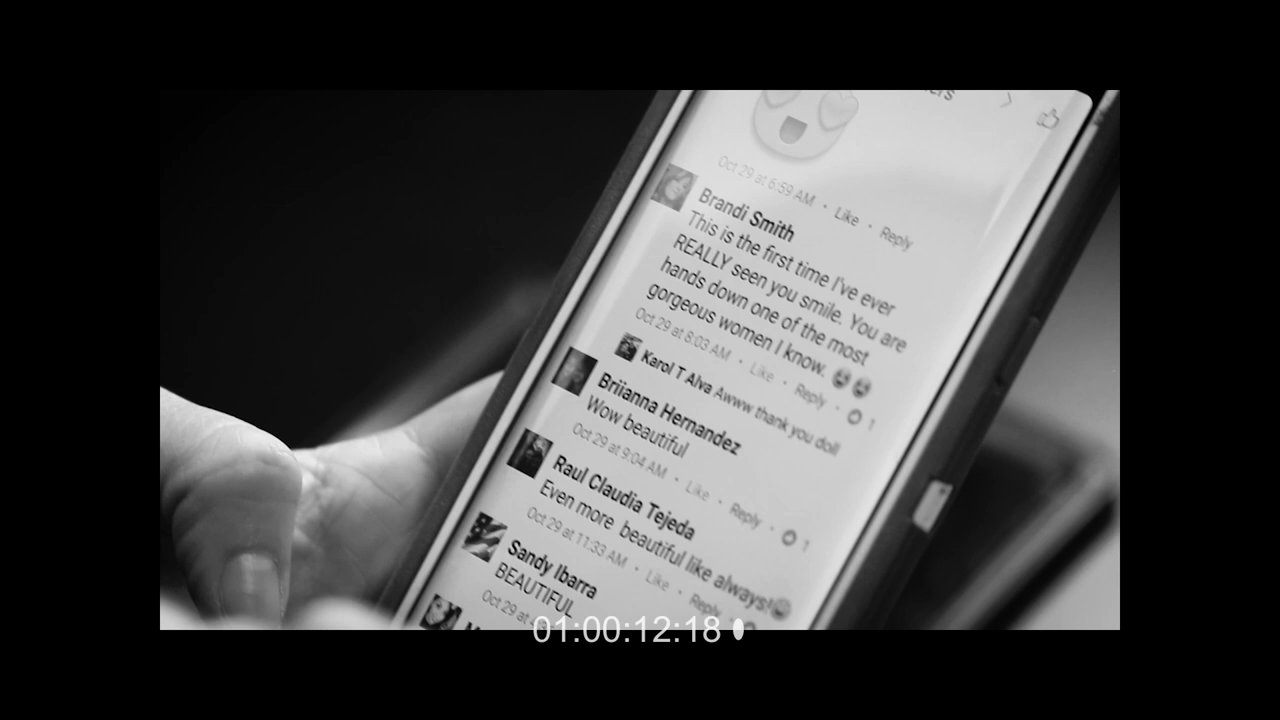 Oct 29 at 6:59 AM · Like · Reply
Brandi Smith
This is the first time I've ever
REALLY seen you smile. You are
hands down one of the most
gorgeous women I know.
Oct 29 at 8:03 AM · Like · Reply · 1
Karol T Alva Awww thank you doll
Briianna Hernandez
Wow beautiful
Oct 29 at 9:04 AM · Like · Reply · 1
Raul Claudia Tejeda
Even more beautiful like always!
Oct 29 at 11:33 AM · Like · Reply ·
Sandy Ibarra
BEAUTIFUL
Oct 29 at
01:00:12:18